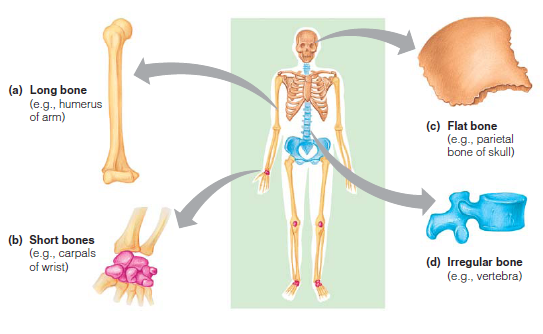 (a) Long bone
(e.g., humerus
of arm)
(b) Short bones
(e.g., carpals
of wrist)
(c) Flat bone
(e.g., parietal
bone of skull)
(d) Irregular bone
(e.g., vertebra)